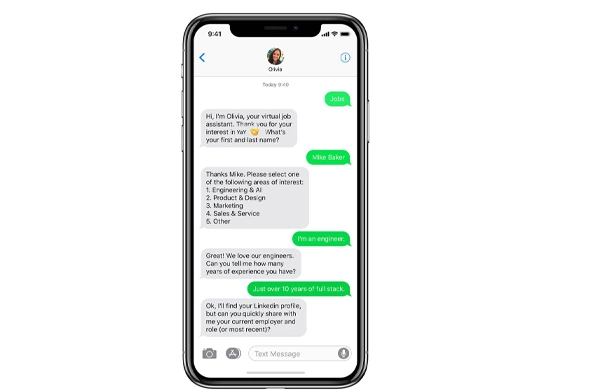 9:41
Olivia
Today 9:40
Jobs
Hi, I'm Olivia, your virtual job
assistant. Thank you for your
interest in What's
your first and last name?
Mike Baker
Thanks Mike. Please select one
of the following areas of interest:
1. Engineering & AI
2. Product & Design
3. Marketing
4. Sales & Service
5. Other
I'm an engineer.
Great! We love our engineers.
Can you tell me how many
years of experience you have?
Just over 10 years of full stack.
Ok, I'll find your Linkedin profile,
but can you quickly share with
me your current employer and
role (or most recent)?
Text Message